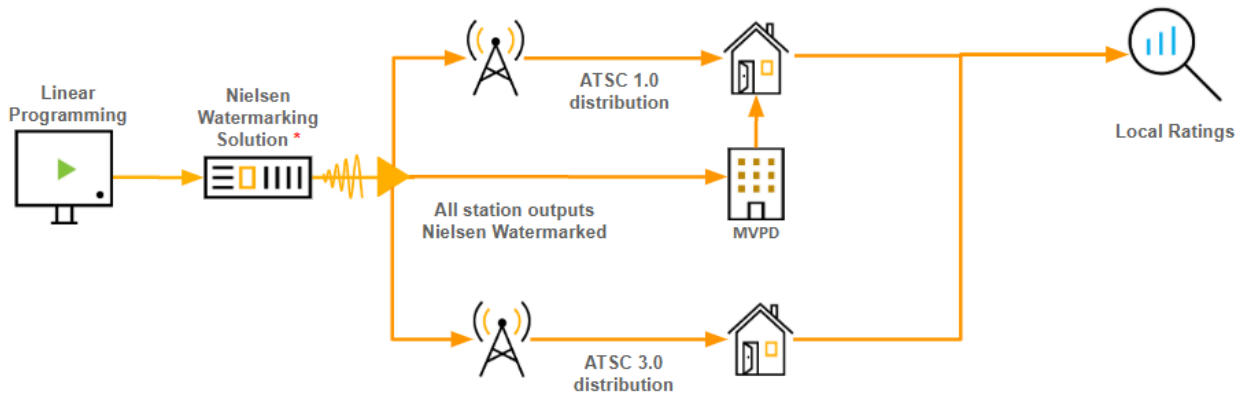 Linear
Programming
Nielsen
Watermarking
Solution *
ATSC 1.0
distribution
All station outputs
Nielsen Watermarked
MVPD
ATSC 3.0
distribution
Local Ratings